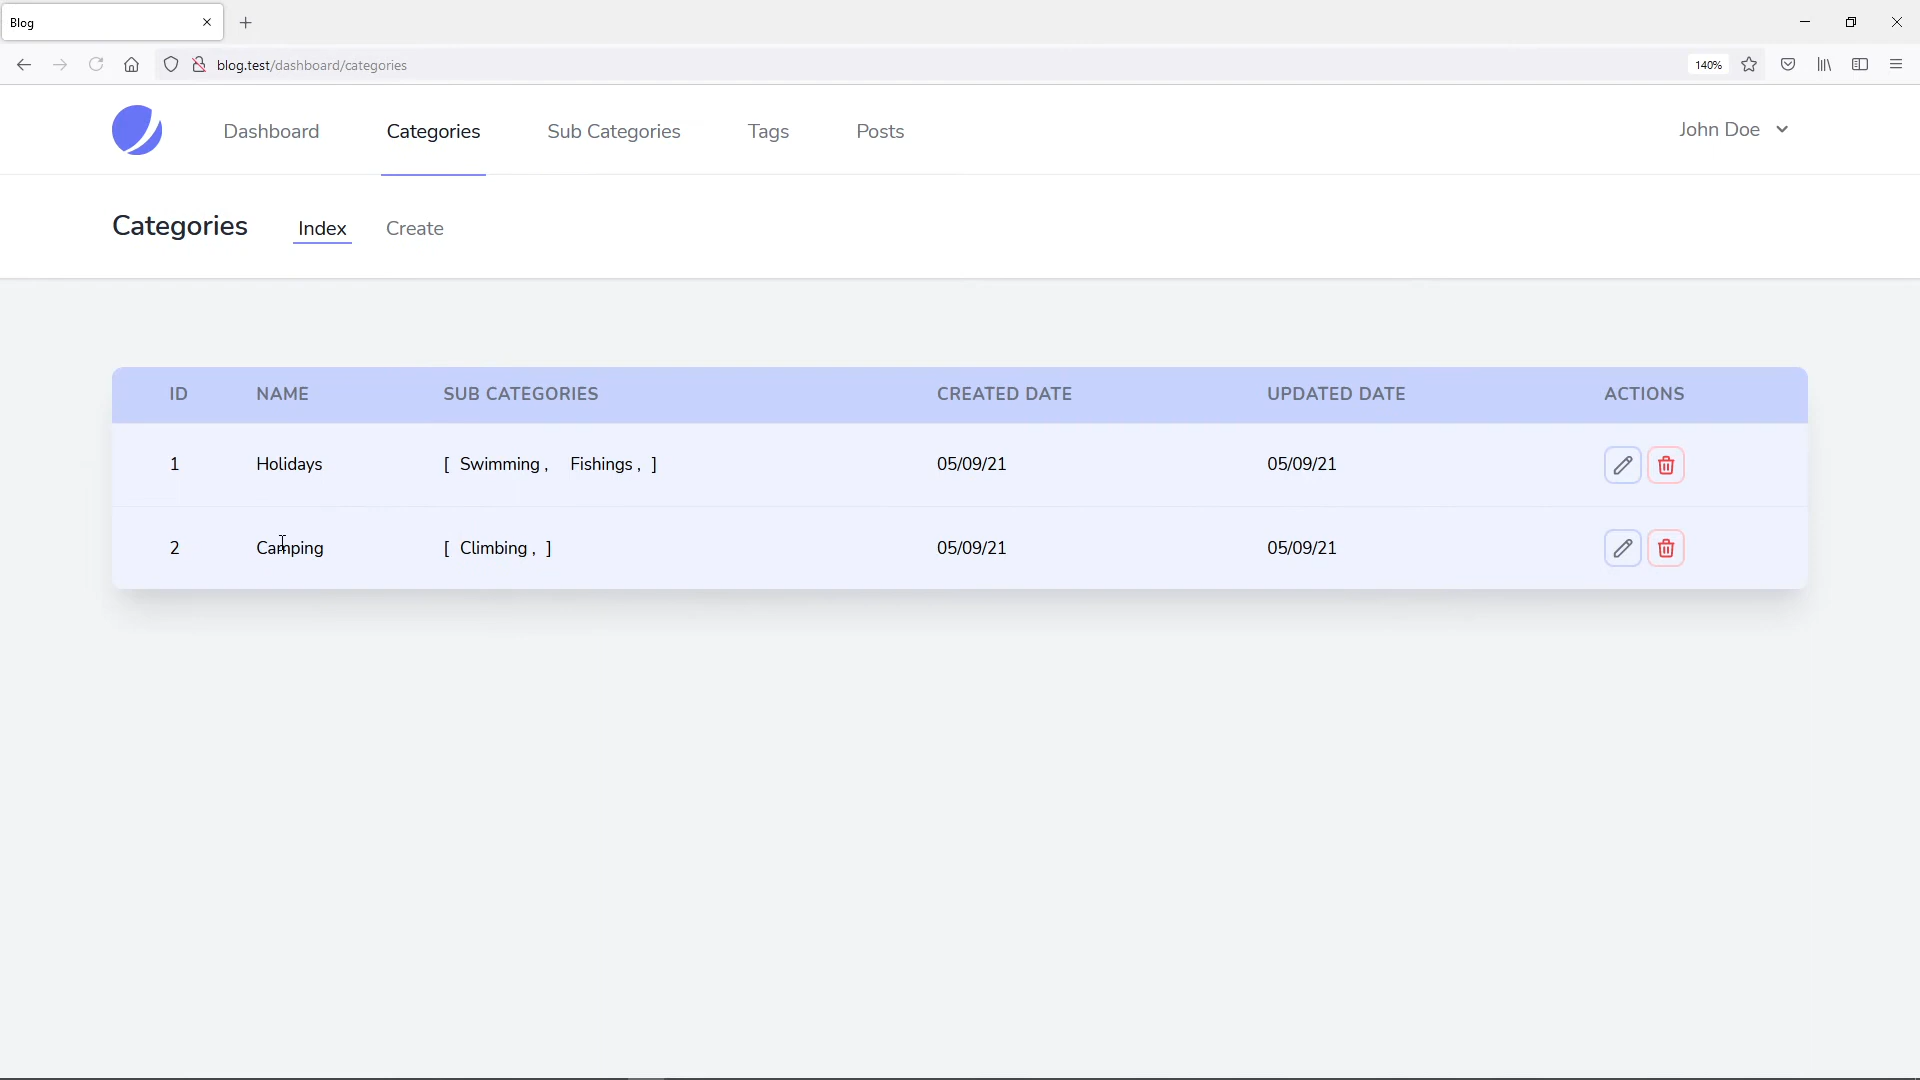 Blog
blog.test/dashboard/categories 140%
Dashboard Categories Sub Categories Tags Posts John Doe
Categories Index Create
ID NAME SUB CATEGORIES CREATED DATE UPDATED DATE ACTIONS
1 Holidays [ Swimming , Fishings , ] 05/09/21 05/09/21
2 Camping [ Climbing , ] 05/09/21 05/09/21